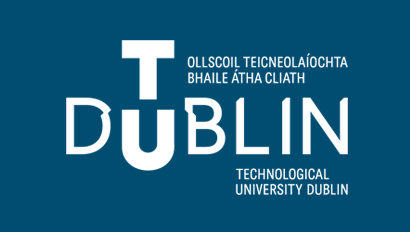 TU
OLLSCOIL TEICNEOLAÍOCHTA
BHAILE ÁTHA CLIATH
DUBLIN
TECHNOLOGICAL
UNIVERSITY DUBLIN